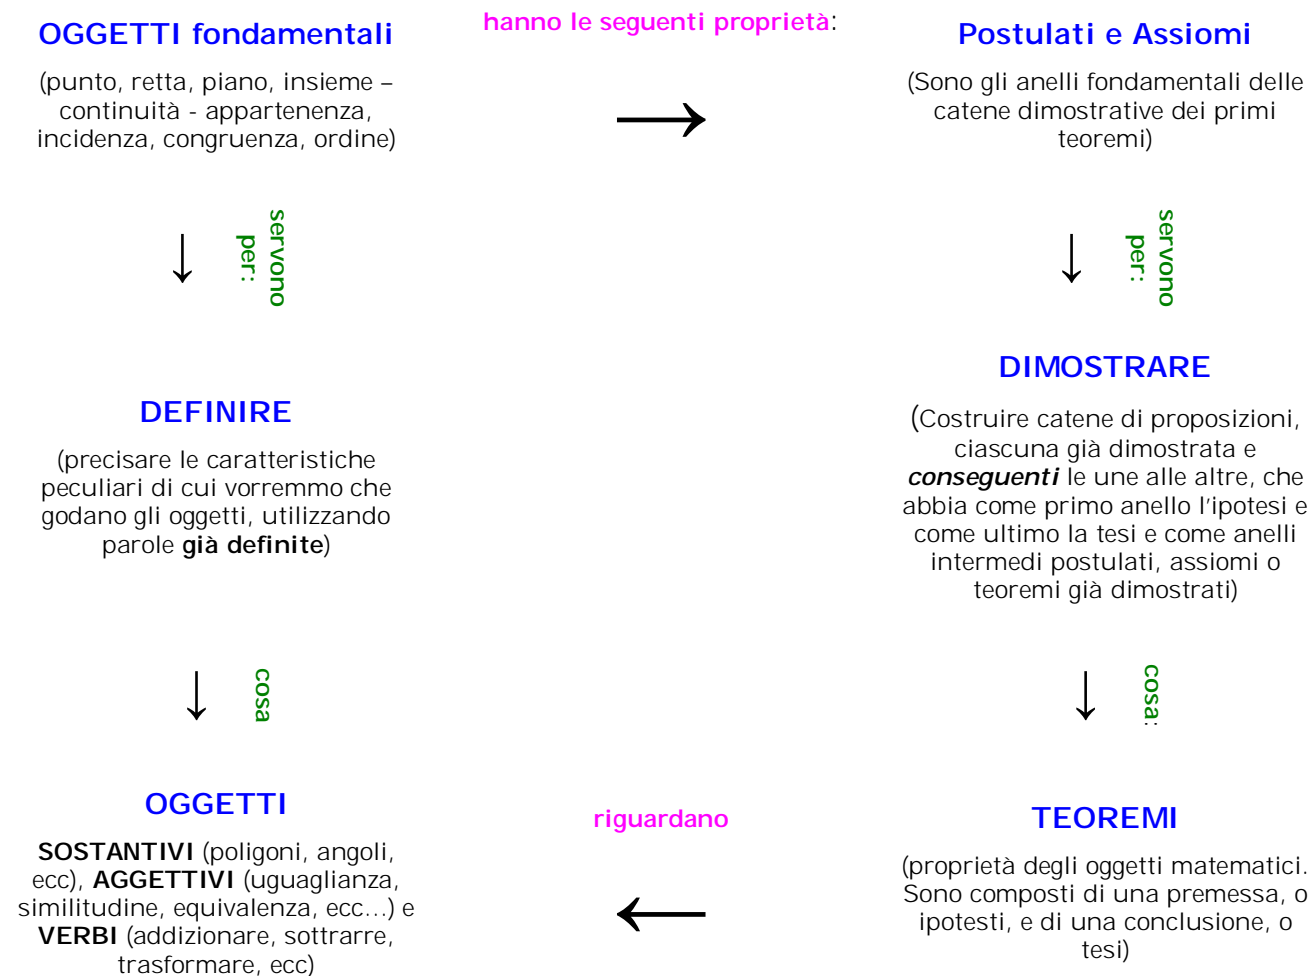 OGGETTI fondamentali
(punto, retta, piano, insieme –
continuità - appartenenza,
incidenza, congruenza, ordine)
hanno le seguenti proprietà:
→
Postulati e Assiomi
(Sono gli anelli fondamentali delle
catene dimostrative dei primi
teoremi)
↓
servono
per:
↓
servono
per:
DEFINIRE
(precisare le caratteristiche
peculiari di cui vorremmo che
godano gli oggetti, utilizzando
parole già definite)
DIMOSTRARE
(Costruire catene di proposizioni,
ciascuna già dimostrata e
conseguenti le une alle altre, che
abbia come primo anello l'ipotesi e
come ultimo la tesi e come anelli
intermedi postulati, assiomi o
teoremi già dimostrati)
↓
cosa
↓
cosa:
OGGETTI
SOSTANTIVI (poligoni, angoli,
ecc), AGGETTIVI (uguaglianza,
similitudine, equivalenza, ecc...) e
VERBI (addizionare, sottrarre,
trasformare, ecc)
riguardano
←
TEOREMI
(proprietà degli oggetti matematici.
Sono composti di una premessa, o
ipotesti, e di una conclusione, o
tesi)